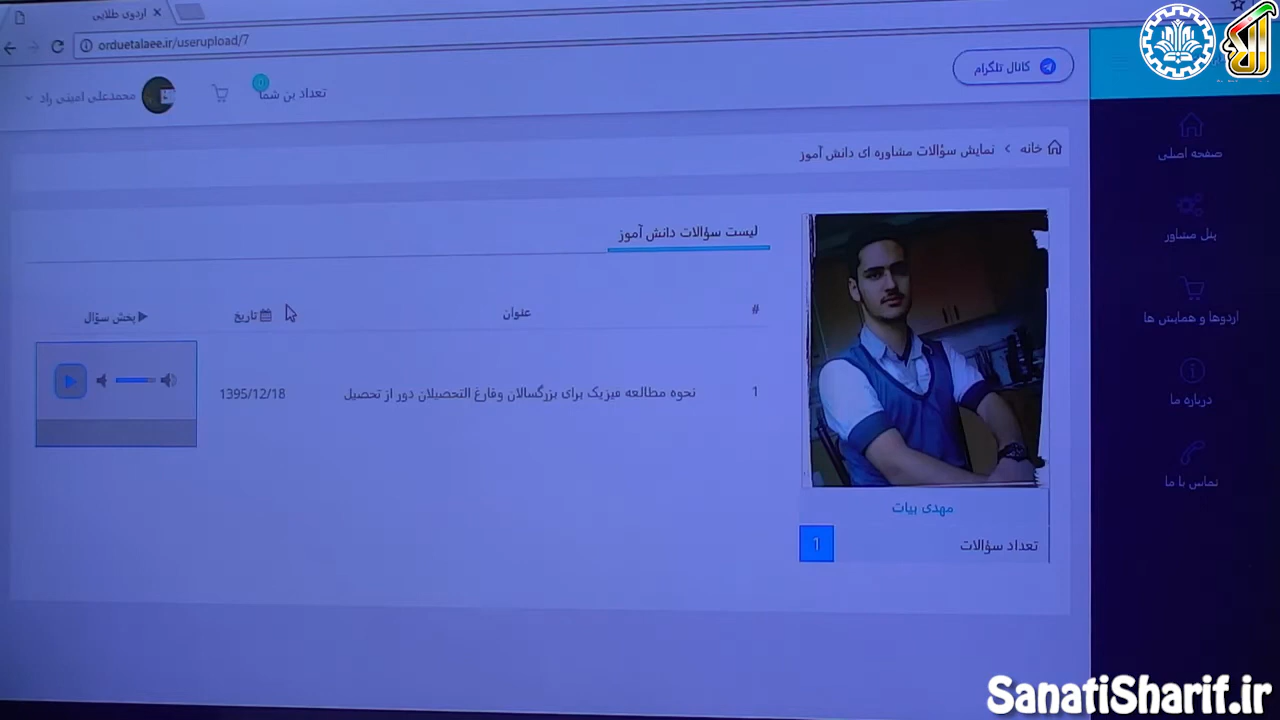 اردوی طلایی
orduetalaee.ir/userupload/7
کانال تلگرام
تعداد بن شما
0
محمدعلی امینی راد
خانه
نمایش سؤالات مشاوره ای دانش آموز
صفحه اصلی
پنل مشاور
اردوها و همایش ها
درباره ما
تماس با ما
لیست سؤالات دانش آموز
# عنوان تاریخ پخش سؤال
1 نحوه مطالعه فیزیک برای بزرگسالان وفارغ التحصیلان دور از تحصیل 1395/12/18
مهدی بیات
تعداد سؤالات 1
SanatiSharif.ir